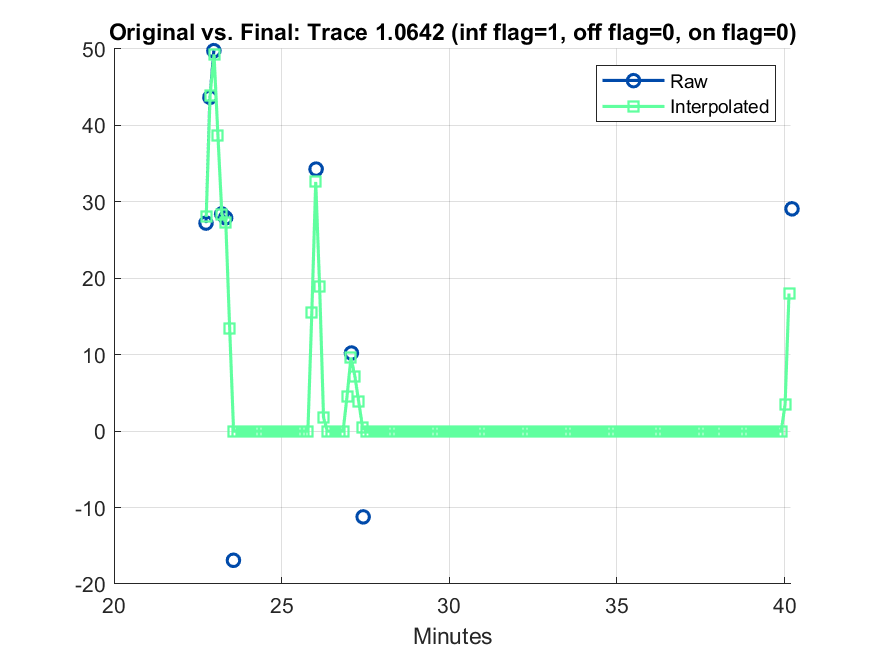 Original vs. Final: Trace 1.0642 (inf flag=1, off flag=0, on flag=0)
50
40
30
20
10
0
-10
-20
Raw
Interpolated
20 25 30 35 40
Minutes